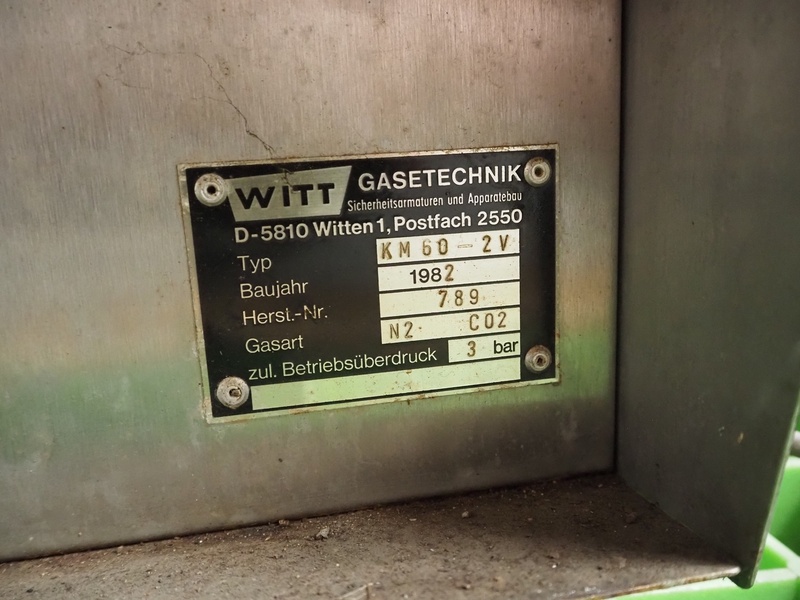 WITT GASETECHNIK
Sicherheitsarmaturen und Apparatebau
D-5810 Witten 1, Postfach 2550
Typ KM 60-2V
Baujahr 1982
Herst.-Nr. 789
Gasart N2 CO2
zul. Betriebsüberdruck 3 bar